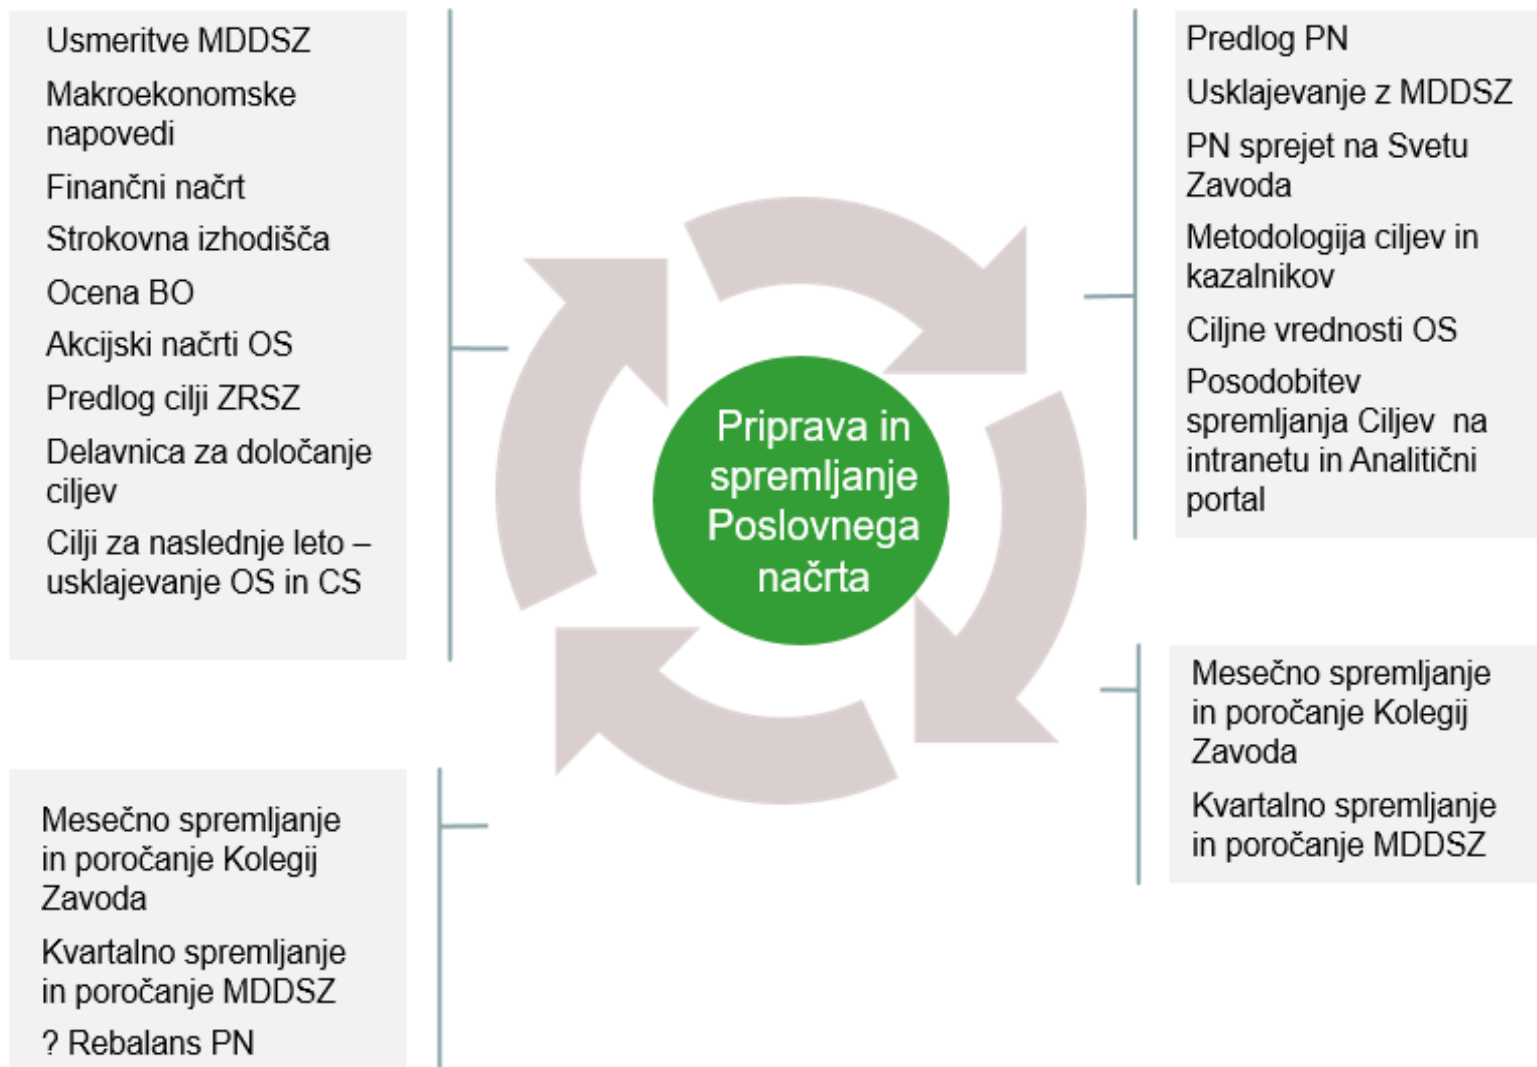 Usmeritve MDDSZ
Makroekonomske
napovedi
Finančni načrt
Strokovna izhodišča
Ocena BO
Akcijski načrti OS
Predlog cilji ZRSZ
Delavnica za določanje
ciljev
Cilji za naslednje leto –
usklajevanje OS in CS
Predlog PN
Usklajevanje z MDDSZ
PN sprejet na Svetu
Zavoda
Metodologija ciljev in
kazalnikov
Ciljne vrednosti OS
Posodobitev
spremljanja Ciljev  na
intranetu in Analitični
portal
Priprava in
spremljanje
Poslovnega
načrta
Mesečno spremljanje
in poročanje Kolegij
Zavoda
Kvartalno spremljanje
in poročanje MDDSZ
Mesečno spremljanje
in poročanje Kolegij
Zavoda
Kvartalno spremljanje
in poročanje MDDSZ
? Rebalans PN